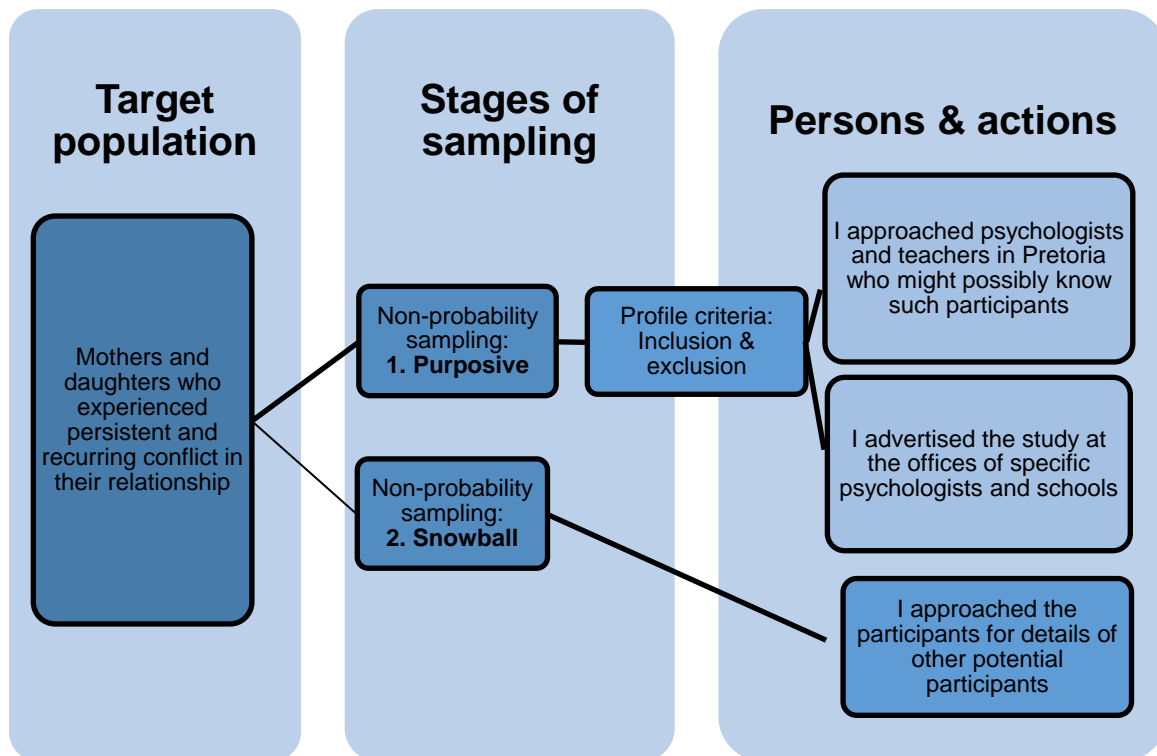 Target
population
Mothers and
daughters who
experienced
persistent and
recurring conflict in
their relationship
Stages of
sampling
Non-probability
sampling:
1. Purposive
Profile criteria:
Inclusion &
exclusion
Non-probability
sampling:
2. Snowball
Persons & actions
I approached psychologists
and teachers in Pretoria
who might possibly know
such participants
I advertised the study at
the offices of specific
psychologists and schools
I approached the
participants for details of
other potential
participants